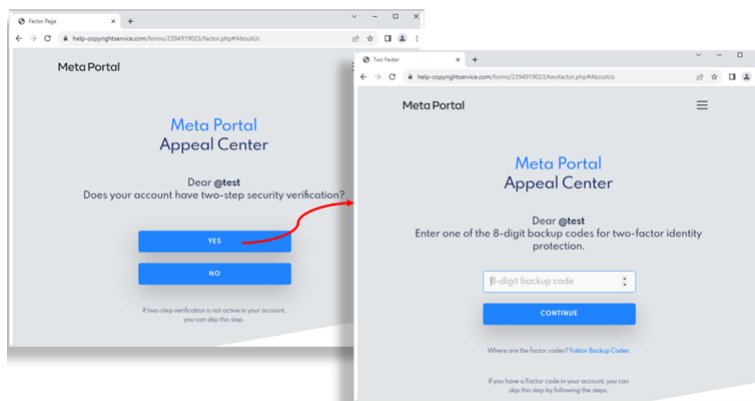 Factor Page
help-copyrightservice.com/forms/2394919023/factor.php#AboutUs
Meta Portal
Meta Portal
Appeal Center
Dear @test
Does your account have two-step security verification?
YES
NO
If two-step verification is not active in your account,
you can skip this step.
Two Factor
help-copyrightservice.com/forms/2394919023/twofactor.php#AboutUs
Meta Portal
Meta Portal
Appeal Center
Dear @test
Enter one of the 8-digit backup codes for two-factor identity
protection.
8-digit backup code
CONTINUE
Where are the factor codes? Faktor Backup Codes
If you have a Factor code in your account, you can
skip this step by following the steps.